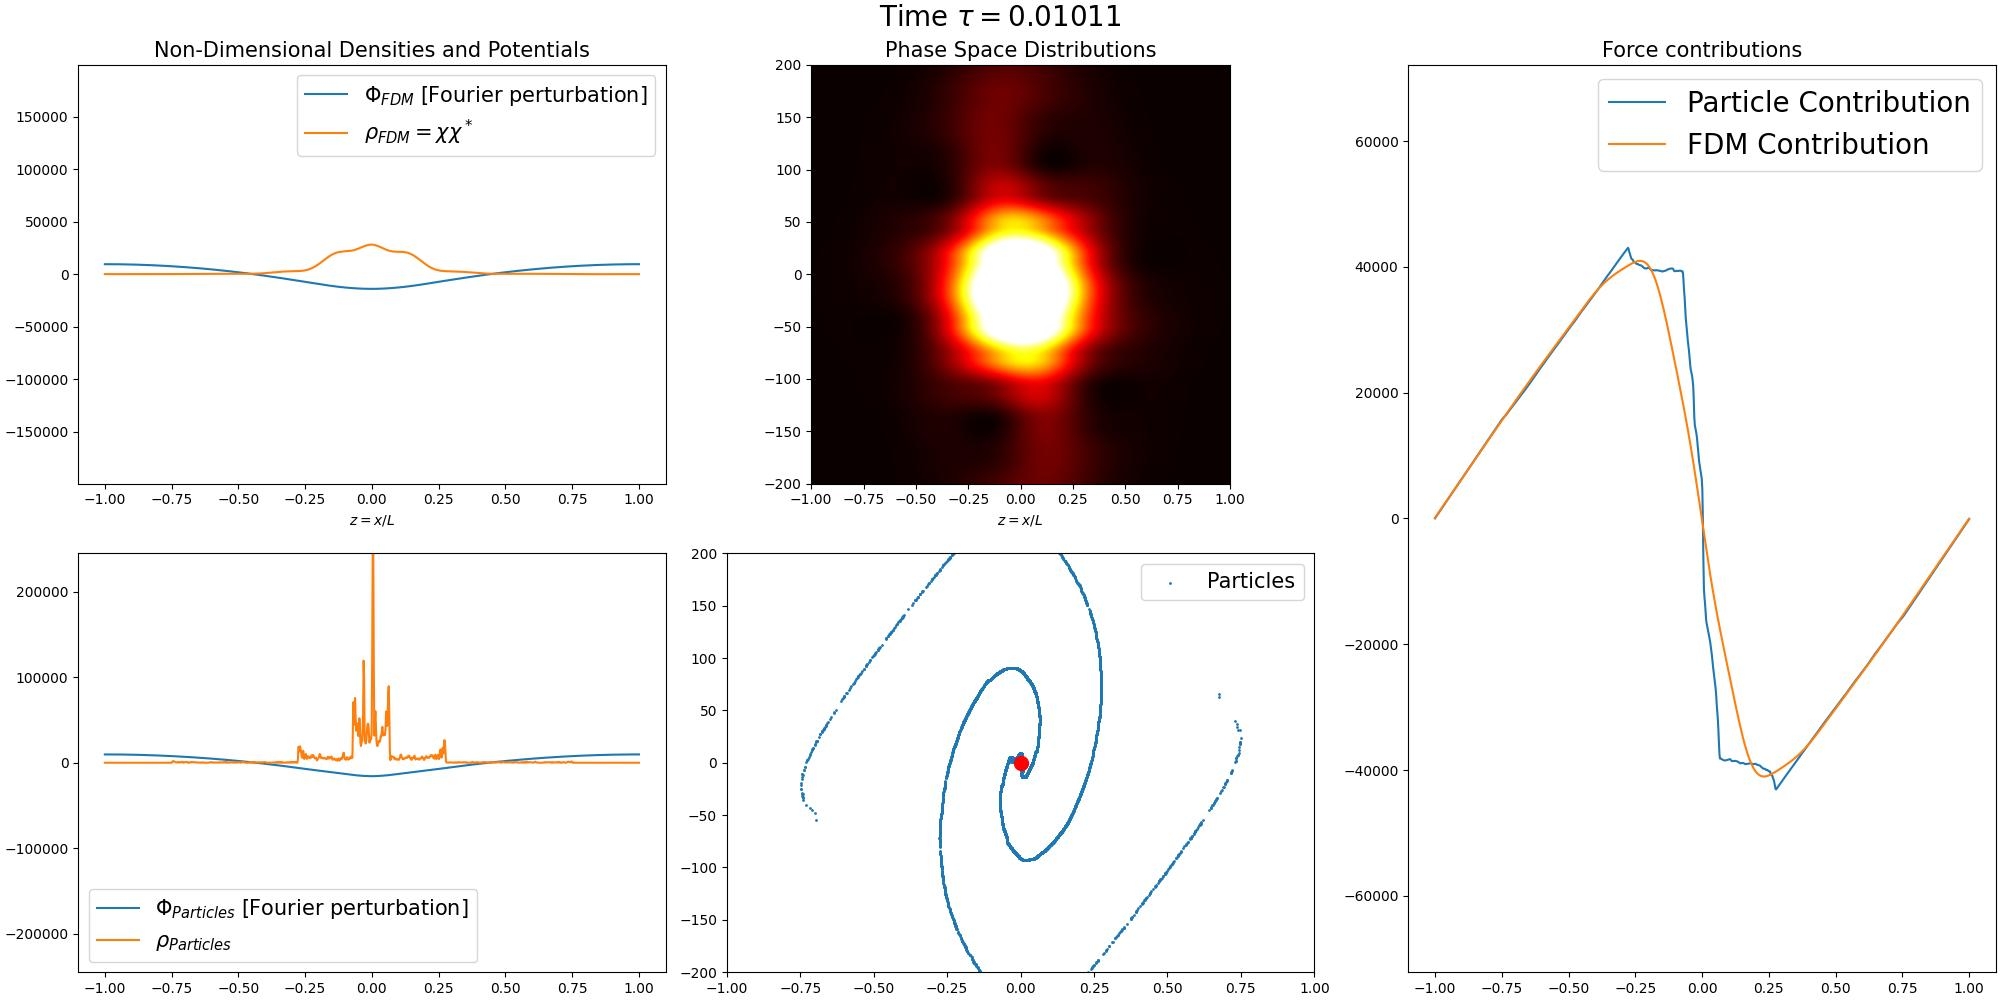 Time τ = 0.01011
Non-Dimensional Densities and Potentials
Φ_FDM [Fourier perturbation]
ρ_FDM = χχ*
150000
100000
50000
0
−50000
−100000
−150000
−1.00 −0.75 −0.50 −0.25 0.00 0.25 0.50 0.75 1.00
z = x/L
Phase Space Distributions
200
150
100
50
0
−50
−100
−150
−200
−1.00 −0.75 −0.50 −0.25 0.00 0.25 0.50 0.75 1.00
z = x/L
Force contributions
Particle Contribution
FDM Contribution
60000
40000
20000
0
−20000
−40000
−60000
−1.00 −0.75 −0.50 −0.25 0.00 0.25 0.50 0.75 1.00
200000
100000
0
−100000
−200000
Φ_Particles [Fourier perturbation]
ρ_Particles
−1.00 −0.75 −0.50 −0.25 0.00 0.25 0.50 0.75 1.00
Particles
200
150
100
50
0
−50
−100
−150
−200
−1.00 −0.75 −0.50 −0.25 0.00 0.25 0.50 0.75 1.00